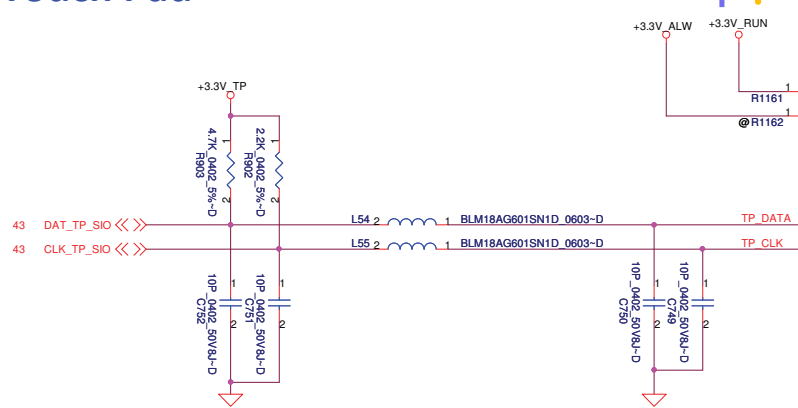 Touch Pad
+3.3V_ALW
+3.3V_RUN
1
R1161
1
@R1162
+3.3V_TP
1
4.7K_0402_5%~D
R903
2
1
2.2K_0402_5%~D
R902
2
43 DAT_TP_SIO
L54 2
1 BLM18AG601SN1D_0603~D
TP_DATA
43 CLK_TP_SIO
L55 2
1 BLM18AG601SN1D_0603~D
TP_CLK
1
10P_0402_50V8J~D
C752
2
1
10P_0402_50V8J~D
C751
2
1
10P_0402_50V8J~D
C750
2
1
10P_0402_50V8J~D
C749
2